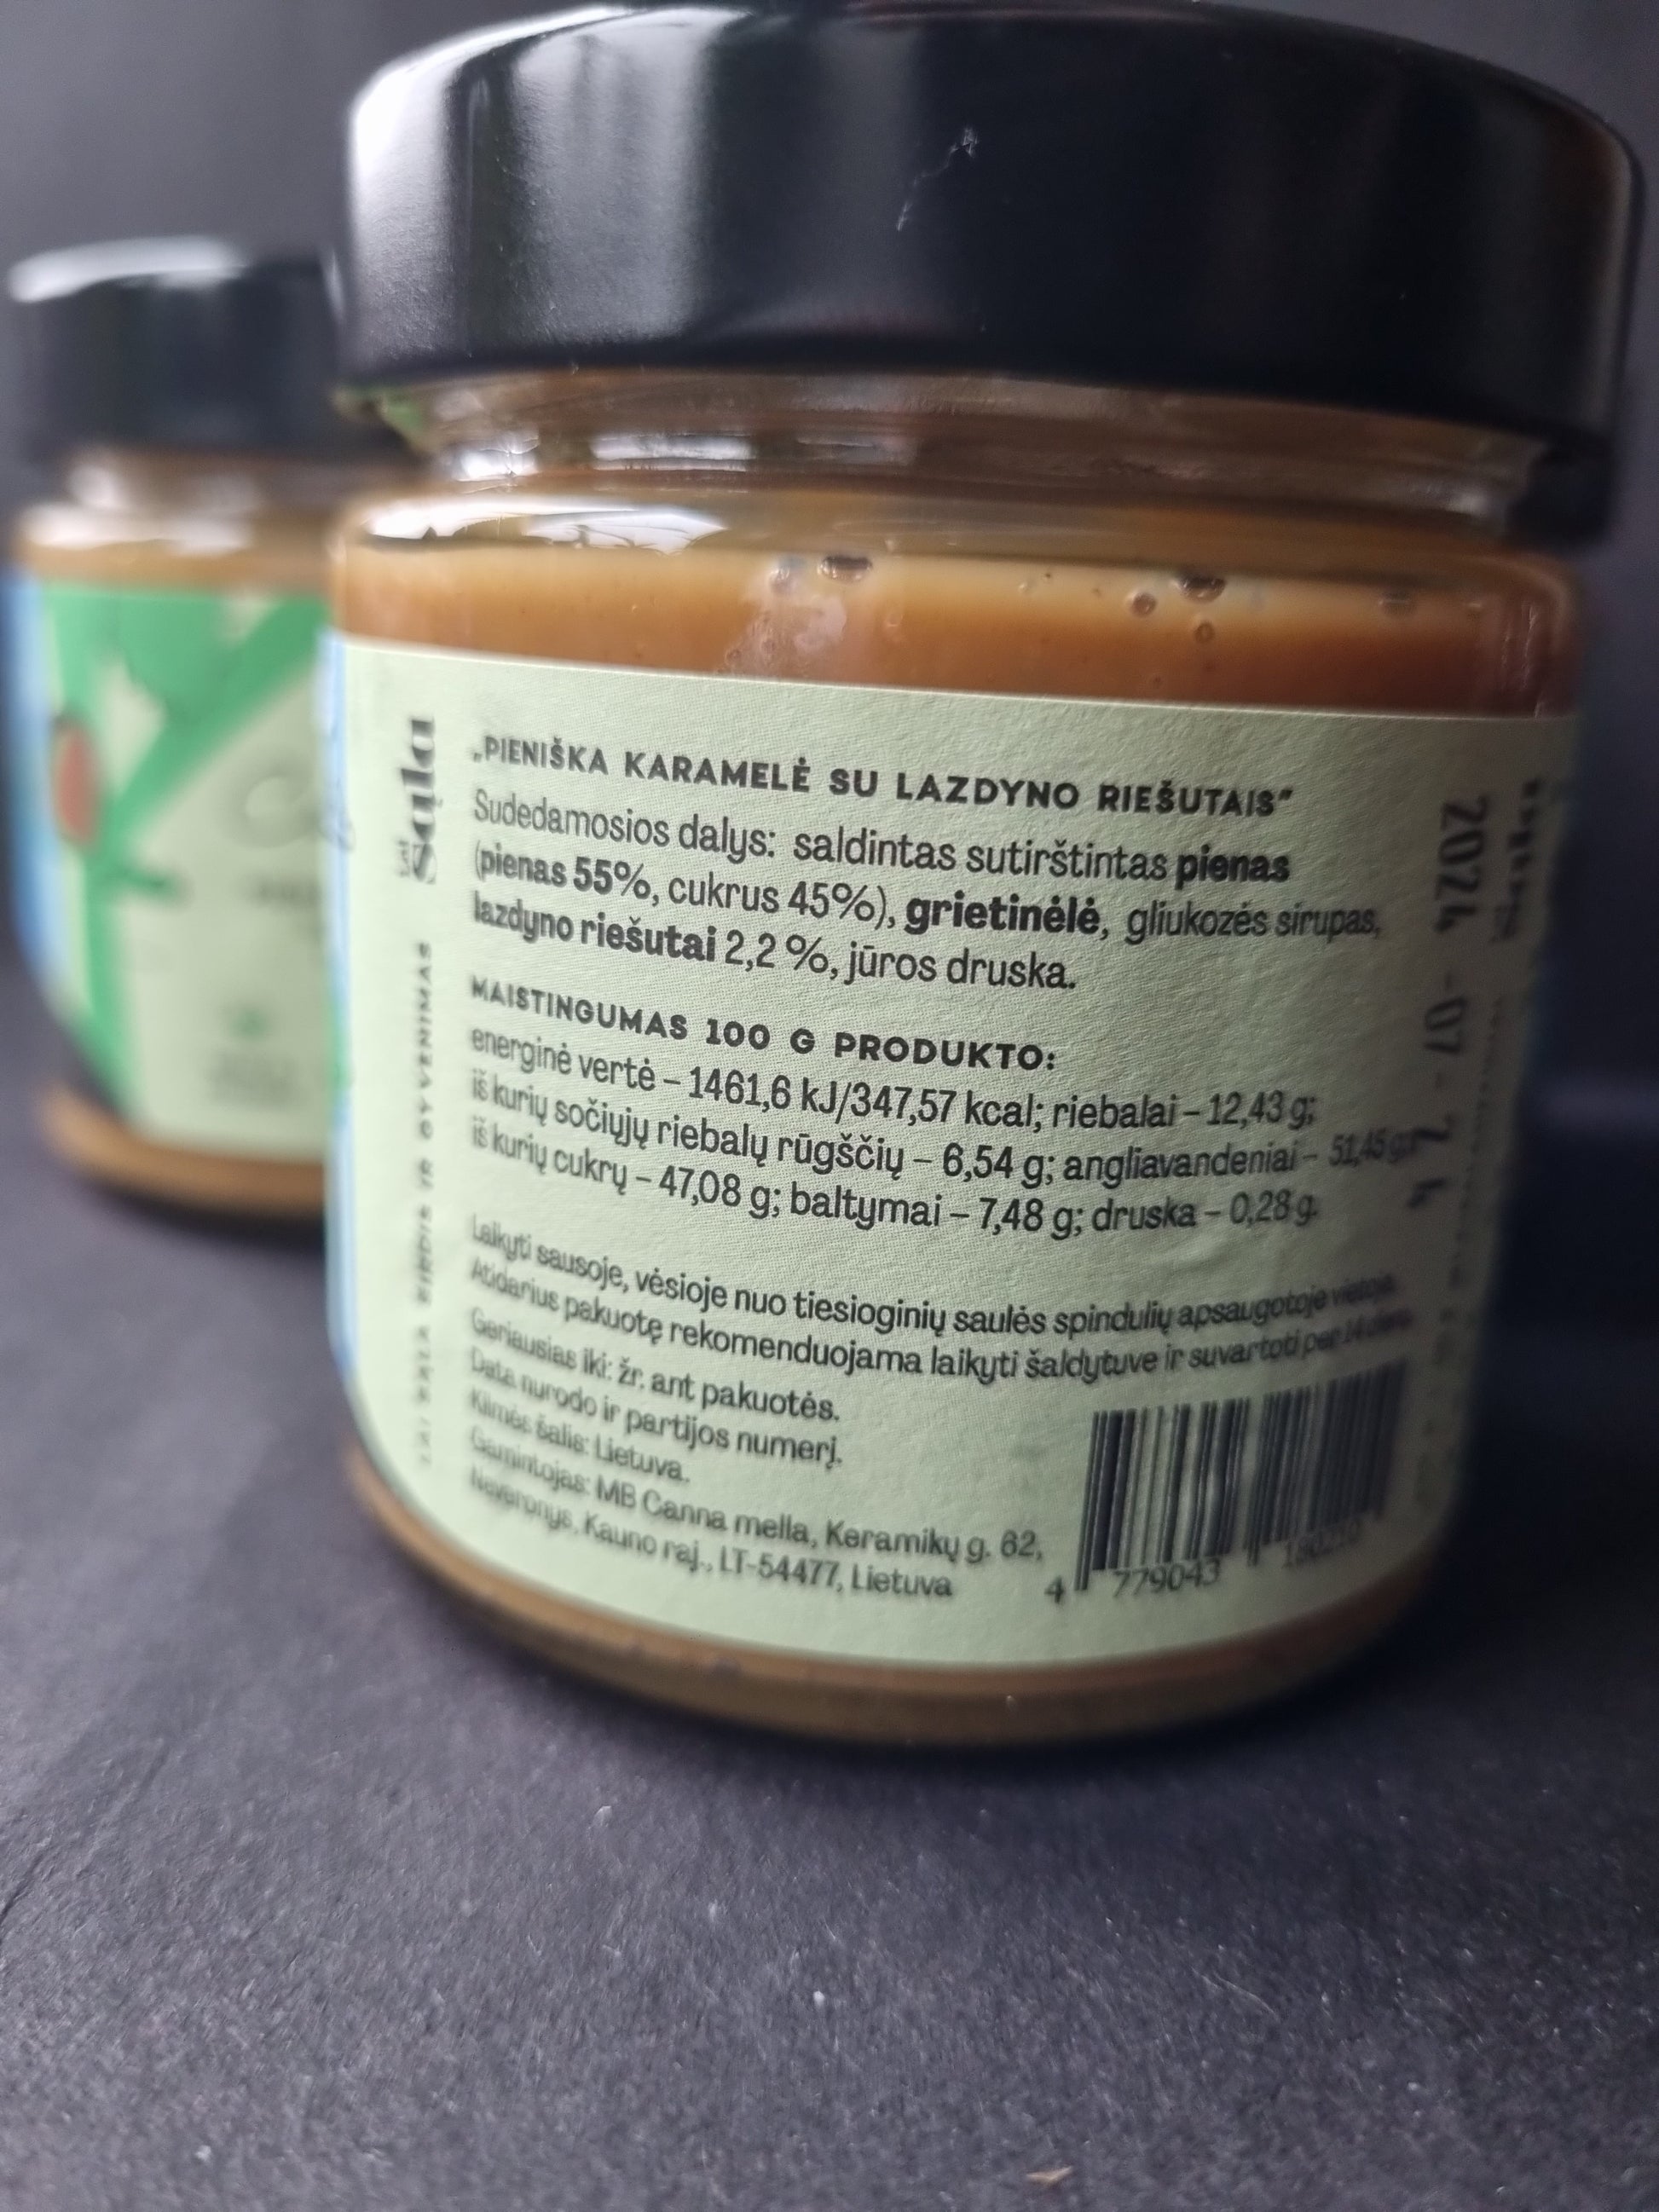 „PIENIŠKA KARAMELĖ SU LAZDYNO RIEŠUTAIS"
Sudedamosios dalys: saldintas sutirštintas pienas
(pienas 55%, cukrus 45%), grietinėlė, gliukozės sirupas,
lazdyno riešutai 2,2 %, jūros druska.
MAISTINGUMAS 100 G PRODUKTO:
energinė vertė – 1461,6 kJ/347,57 kcal; riebalai – 12,43 g;
iš kurių sočiųjų riebalų rūgščių – 6,54 g; angliavandeniai – 51,45 g;
iš kurių cukrų – 47,08 g; baltymai – 7,48 g; druska – 0,28 g.
Laikyti sausoje, vėsioje nuo tiesioginių saulės spindulių apsaugotoje vietoje.
Atidarius pakuotę rekomenduojama laikyti šaldytuve ir suvartoti per 14 dienų.
Geriausias iki: žr. ant pakuotės.
Data nurodo ir partijos numerį.
Kilmės šalis: Lietuva.
Gamintojas: MB Canna mella, Keramikų g. 62,
Neveronys, Kauno raj., LT-54477, Lietuva
4 779043
2024 -07-